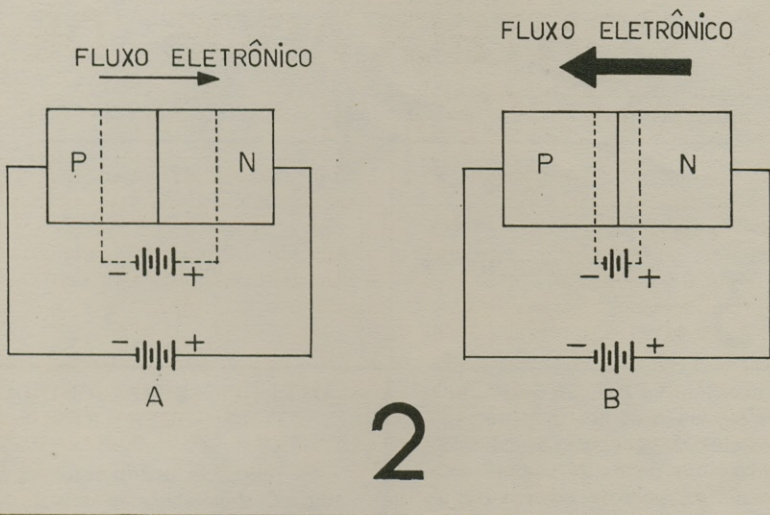 FLUXO ELETRÔNiCO
P N
- +
- +
A
FLUXO ELETRÔNiCO
P N
- +
- +
B
2